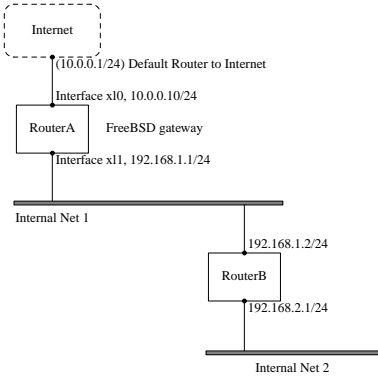 Internet
(10.0.0.1/24) Default Router to Internet
Interface xl0, 10.0.0.10/24
RouterA
FreeBSD gateway
Interface xl1, 192.168.1.1/24
Internal Net 1
192.168.1.2/24
RouterB
192.168.2.1/24
Internal Net 2